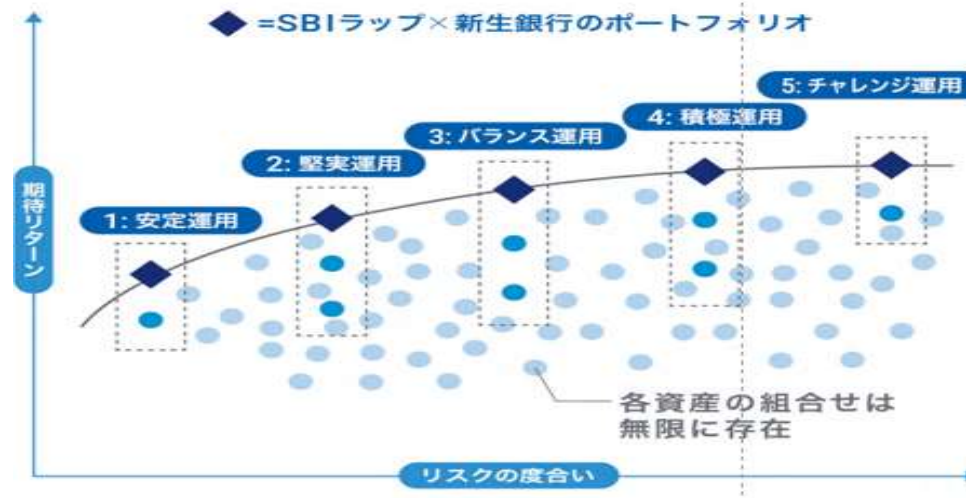 ◆=SBIラップ×新生銀行のポートフォリオ
5: チャレンジ運用
4: 積極運用
3: バランス運用
2: 堅実運用
1: 安定運用
期待リターン
各資産の組合せは
無限に存在
リスクの度合い